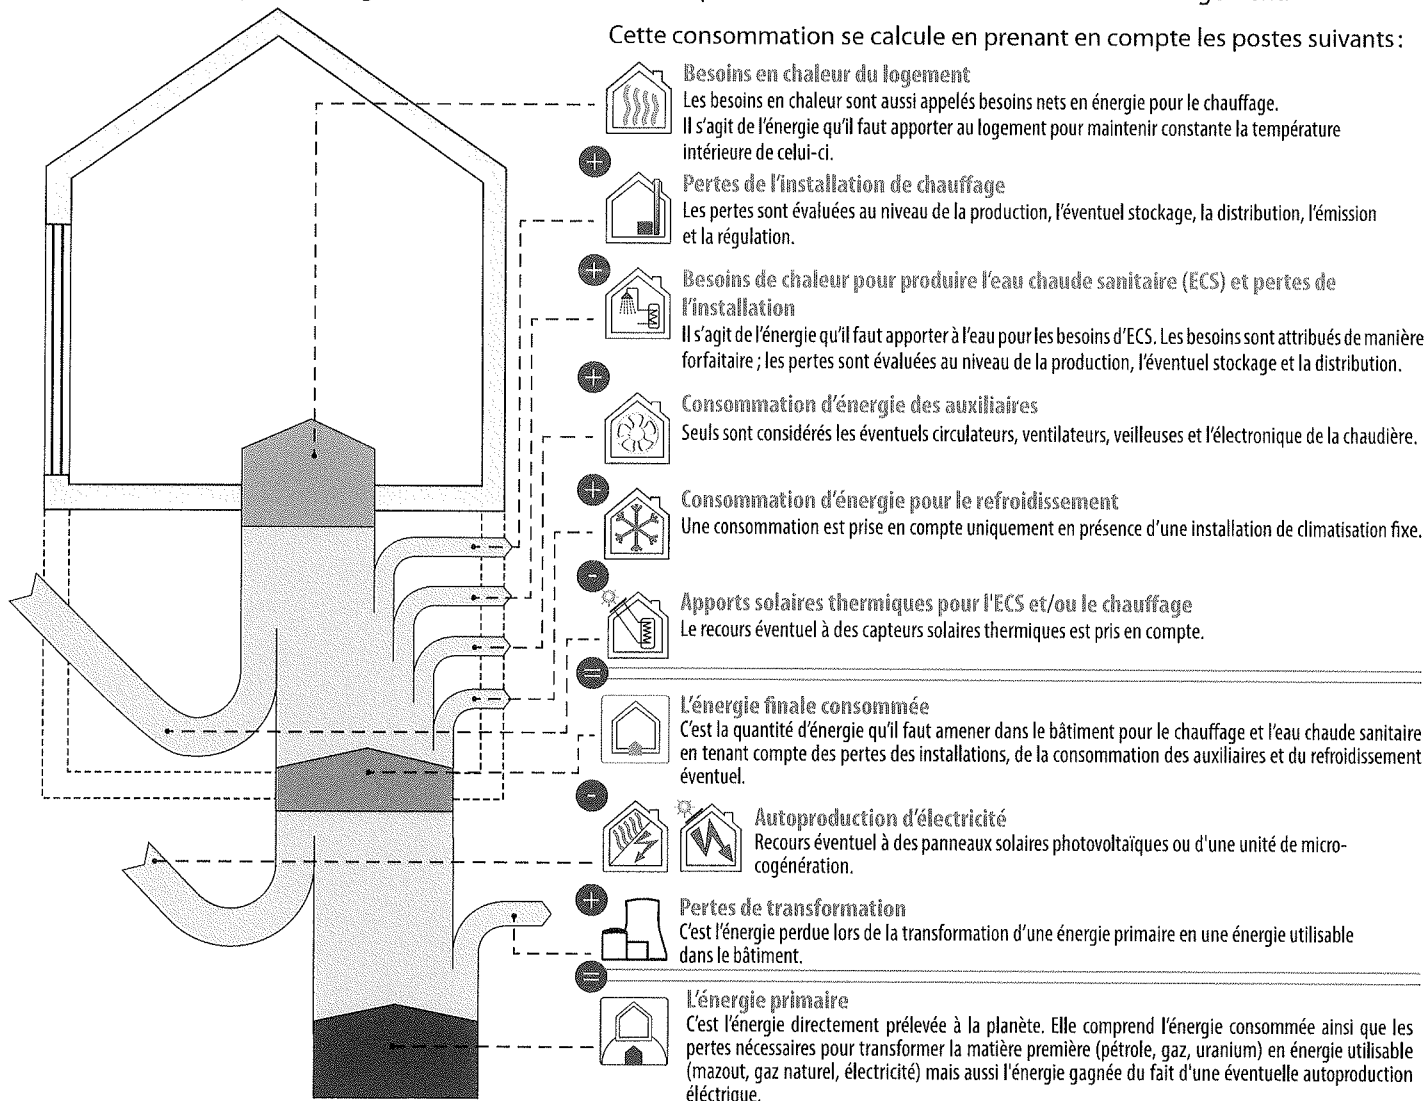 Cette consommation se calcule en prenant en compte les postes suivants :
Besoins en chaleur du logement
Les besoins en chaleur sont aussi appelés besoins nets en énergie pour le chauffage.
Il s'agit de l'énergie qu'il faut apporter au logement pour maintenir constante la température
intérieure de celui-ci.
+
Pertes de l'installation de chauffage
Les pertes sont évaluées au niveau de la production, l'éventuel stockage, la distribution, l'émission
et la régulation.
+
Besoins de chaleur pour produire l'eau chaude sanitaire (ECS) et pertes de
l'installation
Il s'agit de l'énergie qu'il faut apporter à l'eau pour les besoins d'ECS. Les besoins sont attribués de manière
forfaitaire ; les pertes sont évaluées au niveau de la production, l'éventuel stockage et la distribution.
+
Consommation d'énergie des auxiliaires
Seuls sont considérés les éventuels circulateurs, ventilateurs, veilleuses et l'électronique de la chaudière.
+
Consommation d'énergie pour le refroidissement
Une consommation est prise en compte uniquement en présence d'une installation de climatisation fixe.
-
Apports solaires thermiques pour l'ECS et/ou le chauffage
Le recours éventuel à des capteurs solaires thermiques est pris en compte.
=
L'énergie finale consommée
C'est la quantité d'énergie qu'il faut amener dans le bâtiment pour le chauffage et l'eau chaude sanitaire
en tenant compte des pertes des installations, de la consommation des auxiliaires et du refroidissement
éventuel.
-
Autoproduction d'électricité
Recours éventuel à des panneaux solaires photovoltaïques ou d'une unité de micro-
cogénération.
+
Pertes de transformation
C'est l'énergie perdue lors de la transformation d'une énergie primaire en une énergie utilisable
dans le bâtiment.
=
L'énergie primaire
C'est l'énergie directement prélevée à la planète. Elle comprend l'énergie consommée ainsi que les
pertes nécessaires pour transformer la matière première (pétrole, gaz, uranium) en énergie utilisable
(mazout, gaz naturel, électricité) mais aussi l'énergie gagnée du fait d'une éventuelle autoproduction
éléctrique.